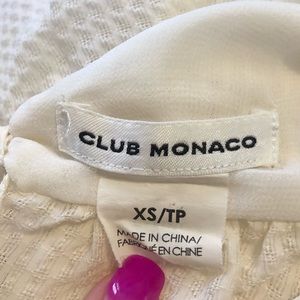 CLUB MONACO
XS/TP
MADE IN CHINA/
FABRIQUÉ EN CHINE